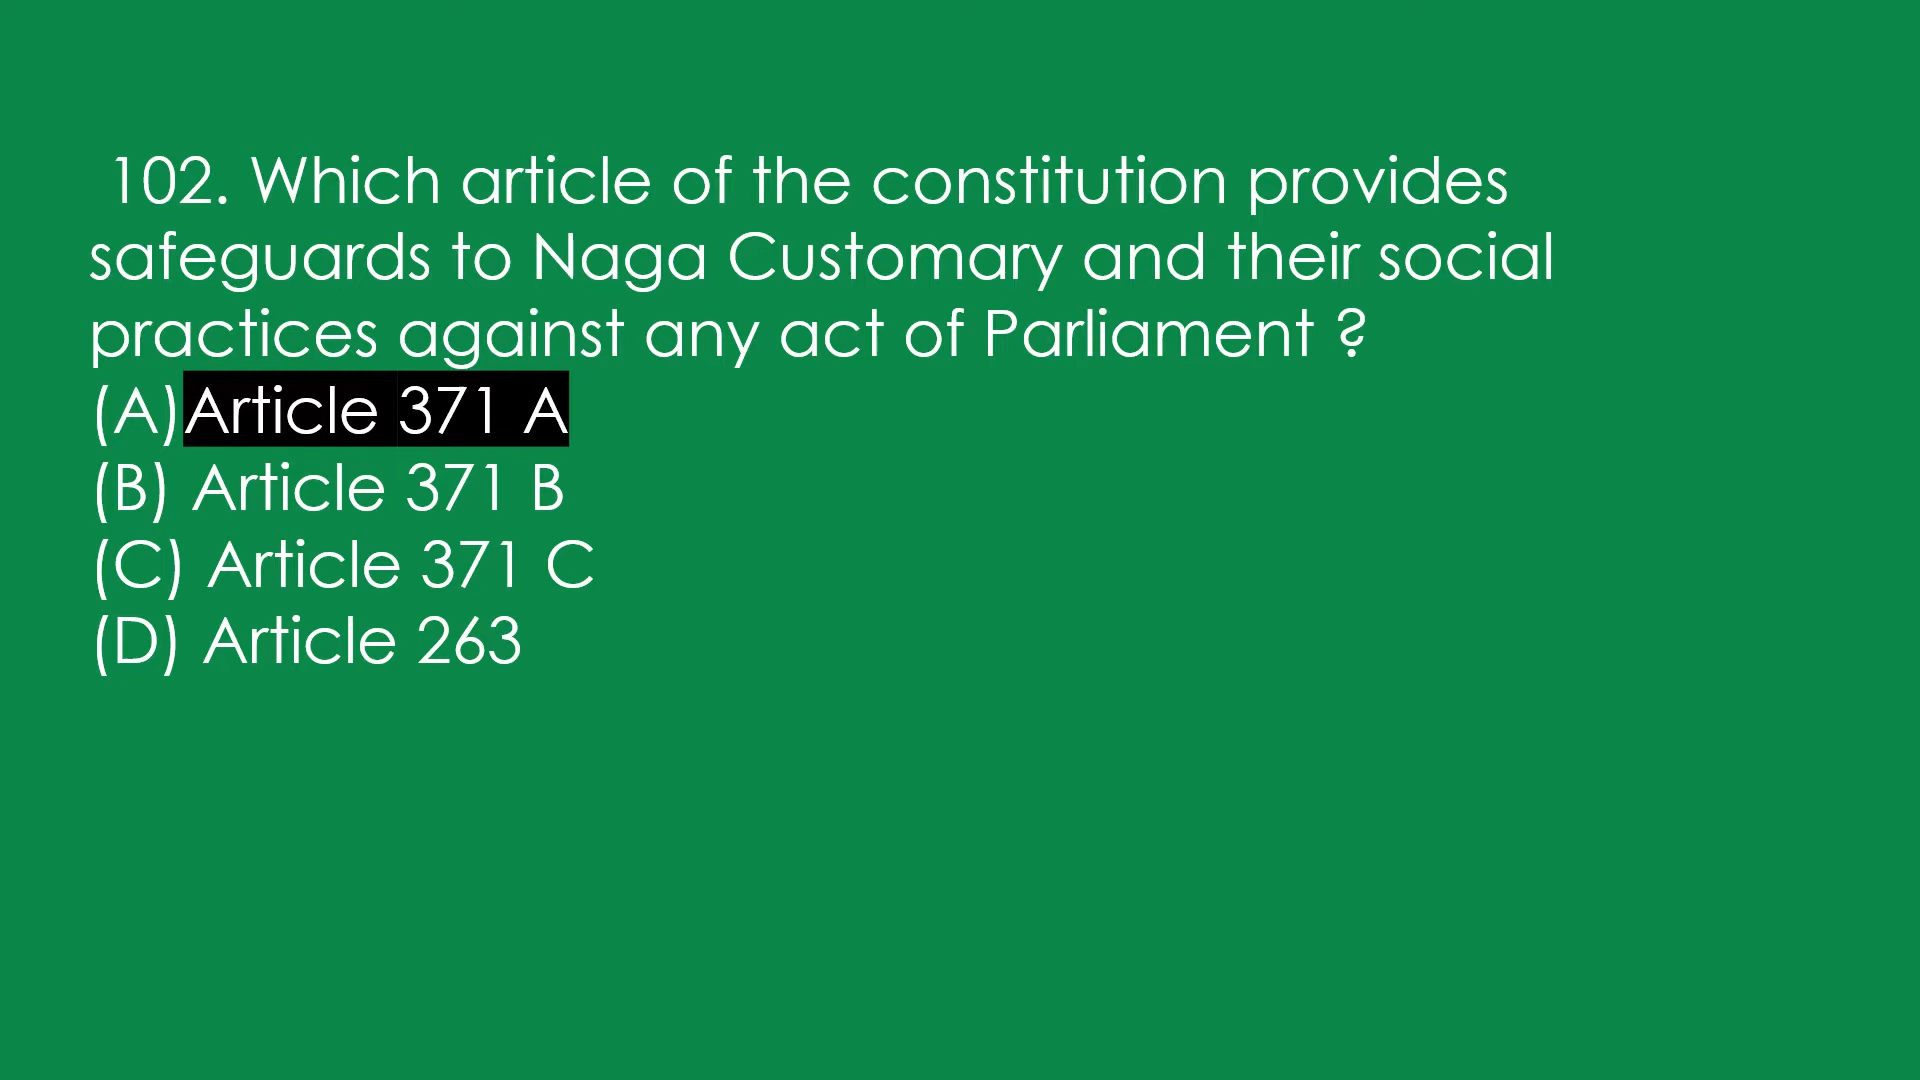 102. Which article of the constitution provides
safeguards to Naga Customary and their social
practices against any act of Parliament ?
(A)Article 371 A
(B) Article 371 B
(C) Article 371 C
(D) Article 263